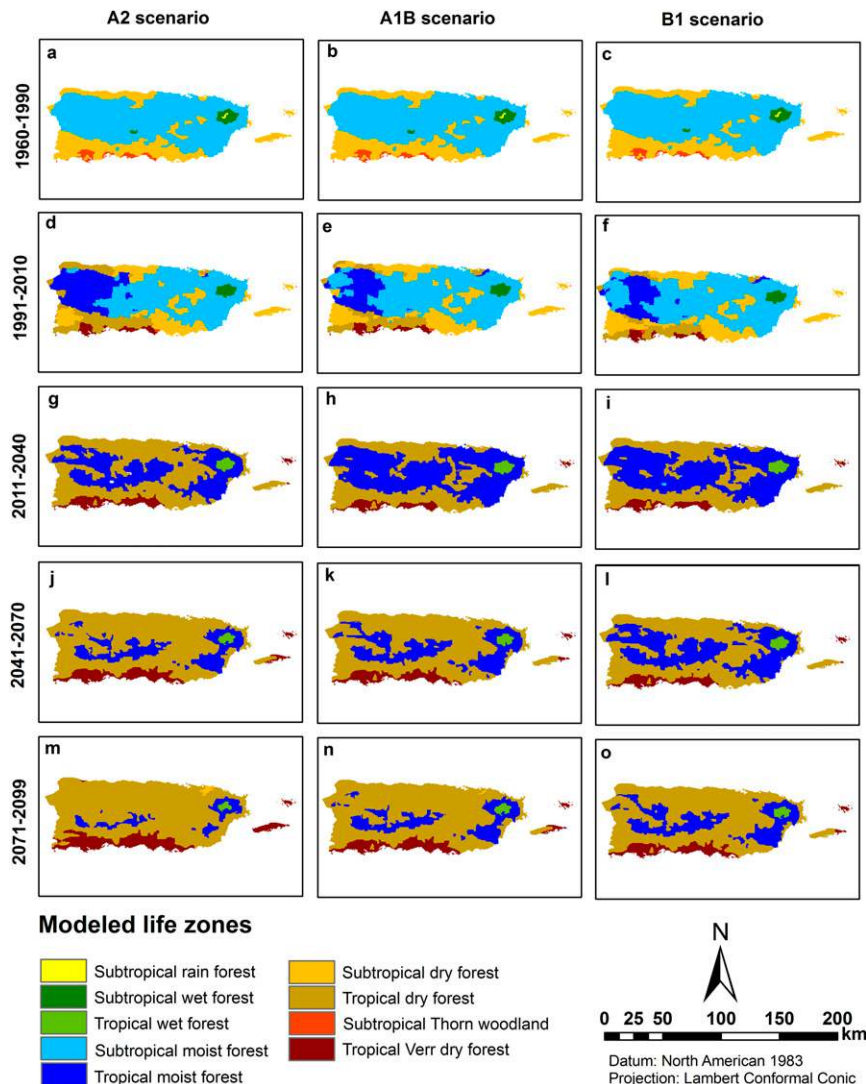 A2 scenario
A1B scenario
B1 scenario
1960-1990
a
b
c
1991-2010
d
e
f
2011-2040
g
h
i
2041-2070
j
k
l
2071-2099
m
n
o
Modeled life zones
Subtropical rain forest
Subtropical wet forest
Tropical wet forest
Subtropical moist forest
Tropical moist forest
Subtropical dry forest
Tropical dry forest
Subtropical Thorn woodland
Tropical Verr dry forest
N
0 25 50 100 150 200
km
Datum: North American 1983
Projection: Lambert Conformal Conic